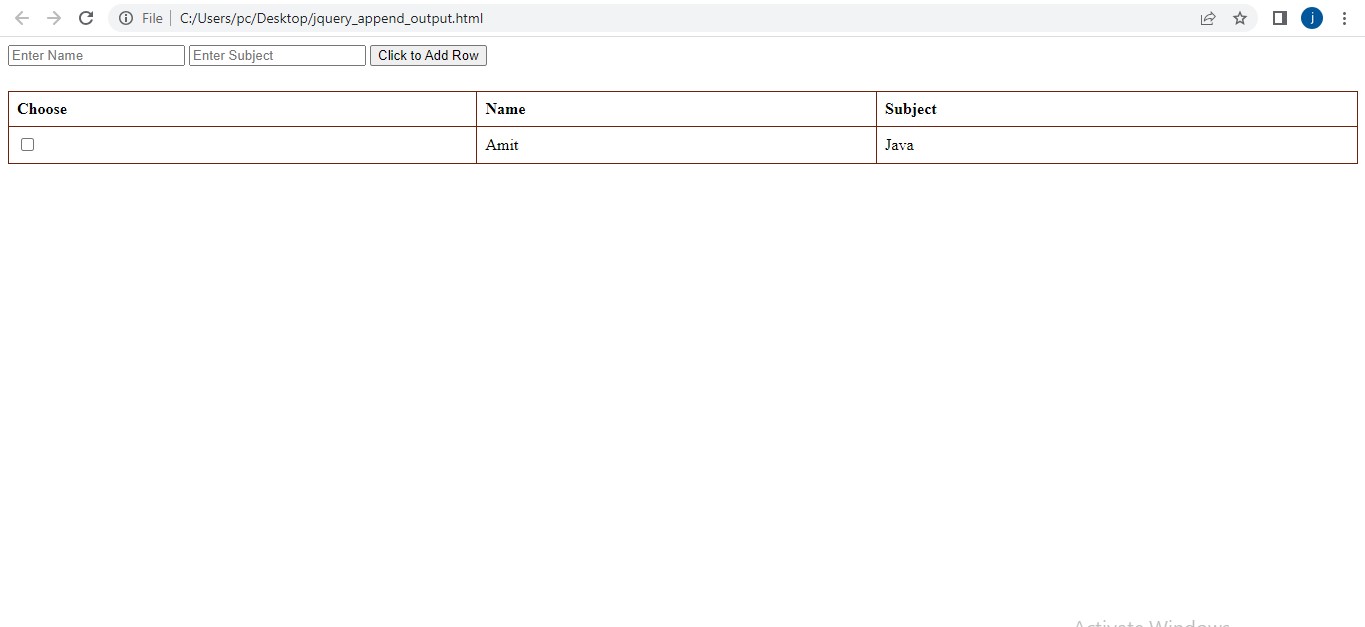 File C:/Users/pc/Desktop/jquery_append_output.html j
Enter Name Enter Subject Click to Add Row
Choose Name Subject
Amit Java
Activate Windows